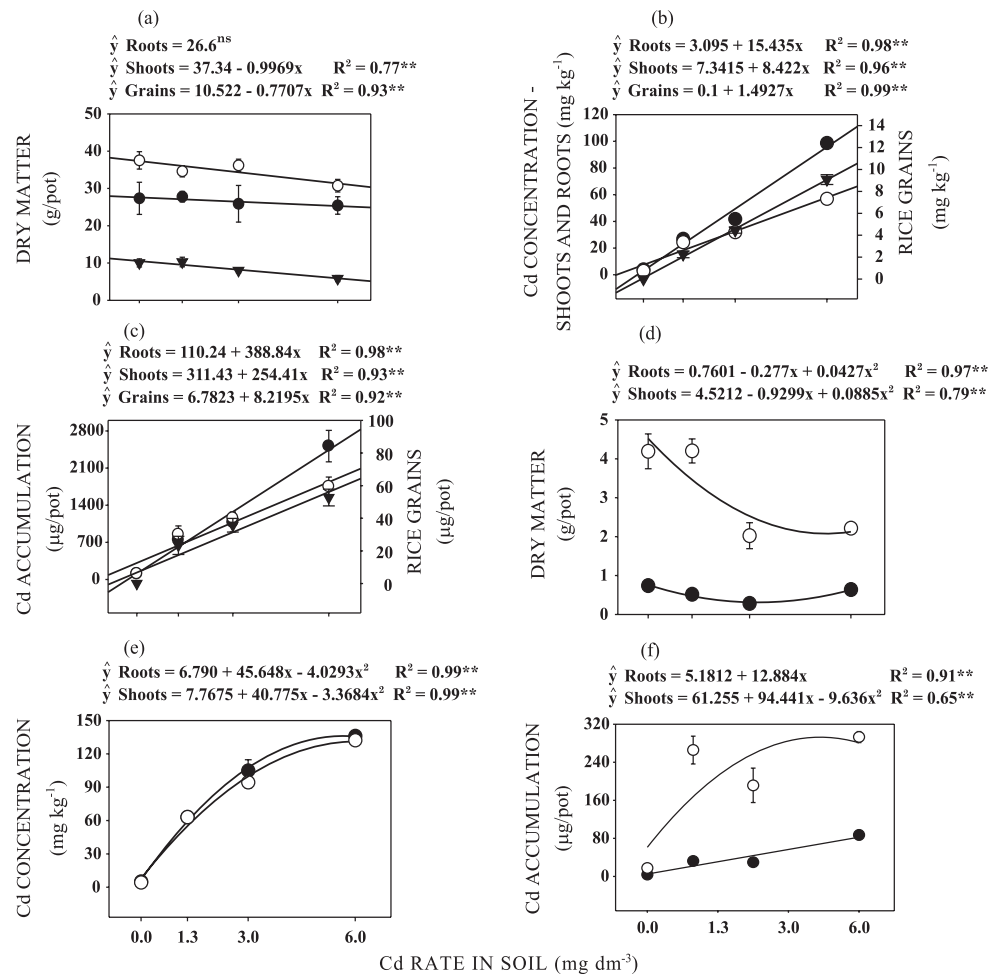 (a)
ŷ Roots = 26.6ⁿˢ
ŷ Shoots = 37.34 - 0.9969x R² = 0.77**
ŷ Grains = 10.522 - 0.7707x R² = 0.93**
DRY MATTER
(g/pot)
50
40
30
20
10
0
(b)
ŷ Roots = 3.095 + 15.435x R² = 0.98**
ŷ Shoots = 7.3415 + 8.422x R² = 0.96**
ŷ Grains = 0.1 + 1.4927x R² = 0.99**
Cd CONCENTRATION -
SHOOTS AND ROOTS (mg kg⁻¹)
120
100
80
60
40
20
0
14
12
10
8
6
4
2
0
RICE GRAINS
(mg kg⁻¹)
(c)
ŷ Roots = 110.24 + 388.84x R² = 0.98**
ŷ Shoots = 311.43 + 254.41x R² = 0.93**
ŷ Grains = 6.7823 + 8.2195x R² = 0.92**
Cd ACCUMULATION
(µg/pot)
2800
2100
1400
700
0
100
80
60
40
20
0
RICE GRAINS
(µg/pot)
(d)
ŷ Roots = 0.7601 - 0.277x + 0.0427x² R² = 0.97**
ŷ Shoots = 4.5212 - 0.9299x + 0.0885x² R² = 0.79**
DRY MATTER
(g/pot)
5
4
3
2
1
0
(e)
ŷ Roots = 6.790 + 45.648x - 4.0293x² R² = 0.99**
ŷ Shoots = 7.7675 + 40.775x - 3.3684x² R² = 0.99**
Cd CONCENTRATION
(mg kg⁻¹)
150
120
90
60
30
0
0.0 1.3 3.0 6.0
(f)
ŷ Roots = 5.1812 + 12.884x R² = 0.91**
ŷ Shoots = 61.255 + 94.441x - 9.636x² R² = 0.65**
Cd ACCUMULATION
(µg/pot)
320
240
160
80
0
0.0 1.3 3.0 6.0
Cd RATE IN SOIL (mg dm⁻³)